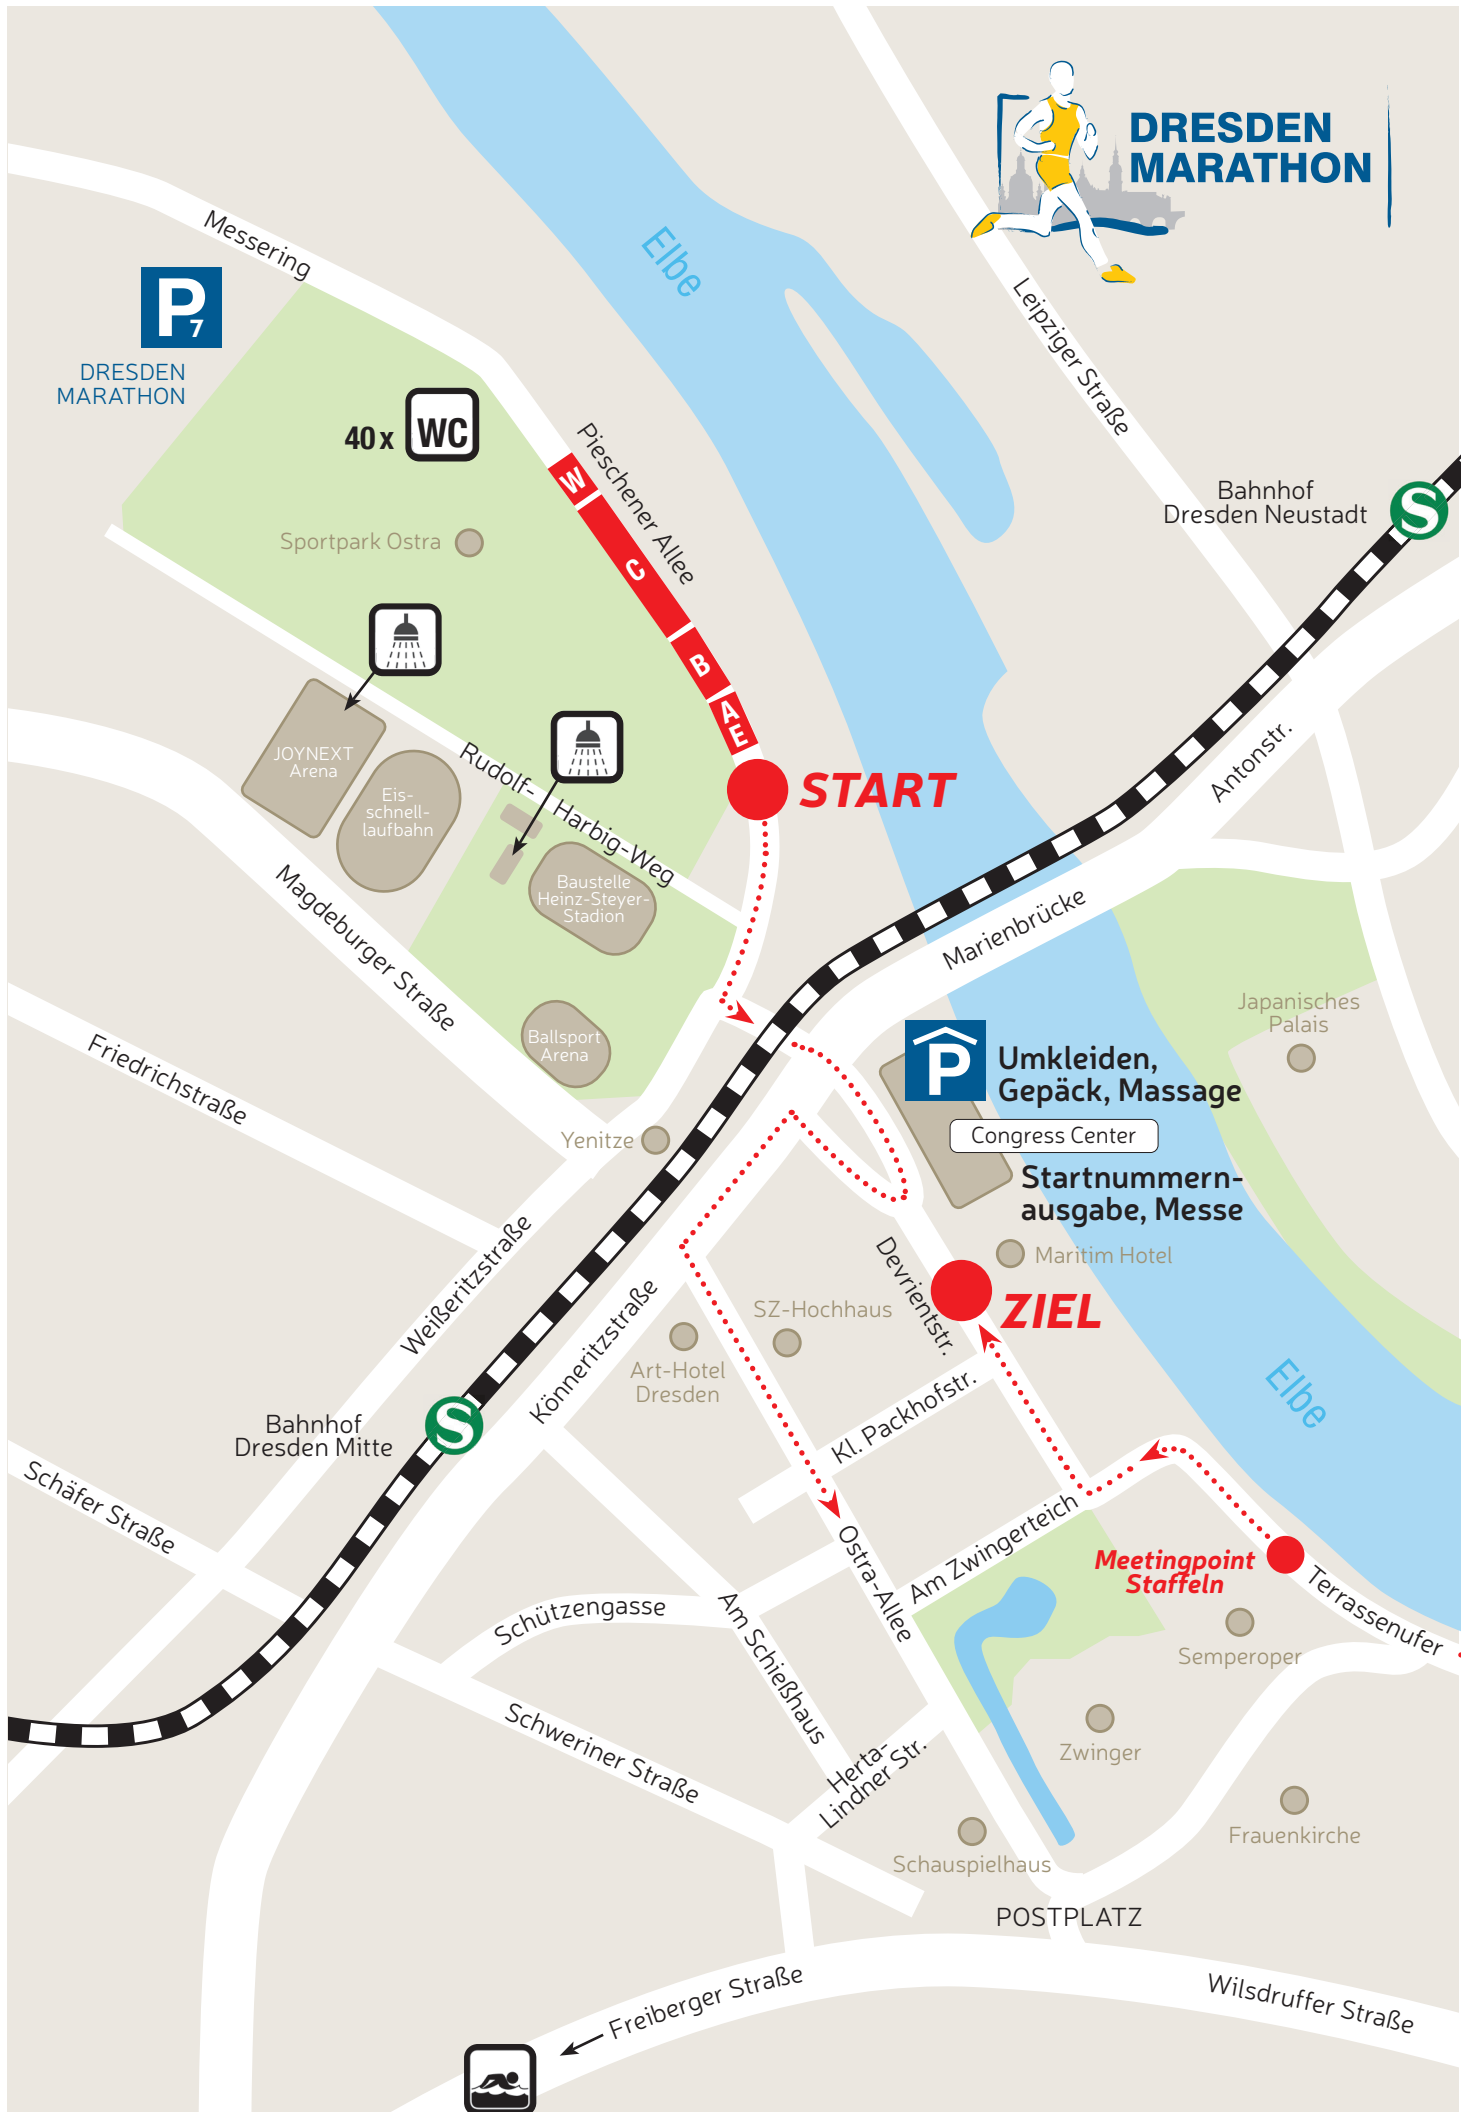 DRESDEN
MARATHON
Elbe
Messering
P7
DRESDEN
MARATHON
Leipziger Straße
40x WC
Pieschener Allee
W
C
B
A
E
Bahnhof
Dresden Neustadt
S
Sportpark Ostra
JOYNEXT
Arena
Eis-
schnell-
laufbahn
Rudolf-Harbig-Weg
START
Antonstr.
Baustelle
Heinz-Steyer-
Stadion
Magdeburger Straße
Marienbrücke
Japanisches
Palais
Ballsport
Arena
P
Umkleiden,
Gepäck, Massage
Congress Center
Startnummern-
ausgabe, Messe
Friedrichstraße
Yenitze
Weißeritzstraße
Devrientstr.
Maritim Hotel
ZIEL
SZ-Hochhaus
Könneritzstraße
Art-Hotel
Dresden
Kl. Packhofstr.
Elbe
Bahnhof
Dresden Mitte
S
Schäfer Straße
Ostra-Allee
Am Zwingerteich
Meetingpoint
Staffeln
Terrassenufer
Schützengasse
Am Schießhaus
Semperoper
Schweriner Straße
Herta-
Lindner Str.
Zwinger
Frauenkirche
Schauspielhaus
POSTPLATZ
Freiberger Straße
Wilsdruffer Straße